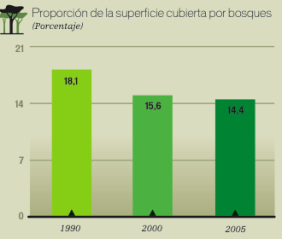 Proporción de la superficie cubierta por bosques
(Porcentaje)
21
18,1
15,6
14,4
14
7
0
1990 2000 2005